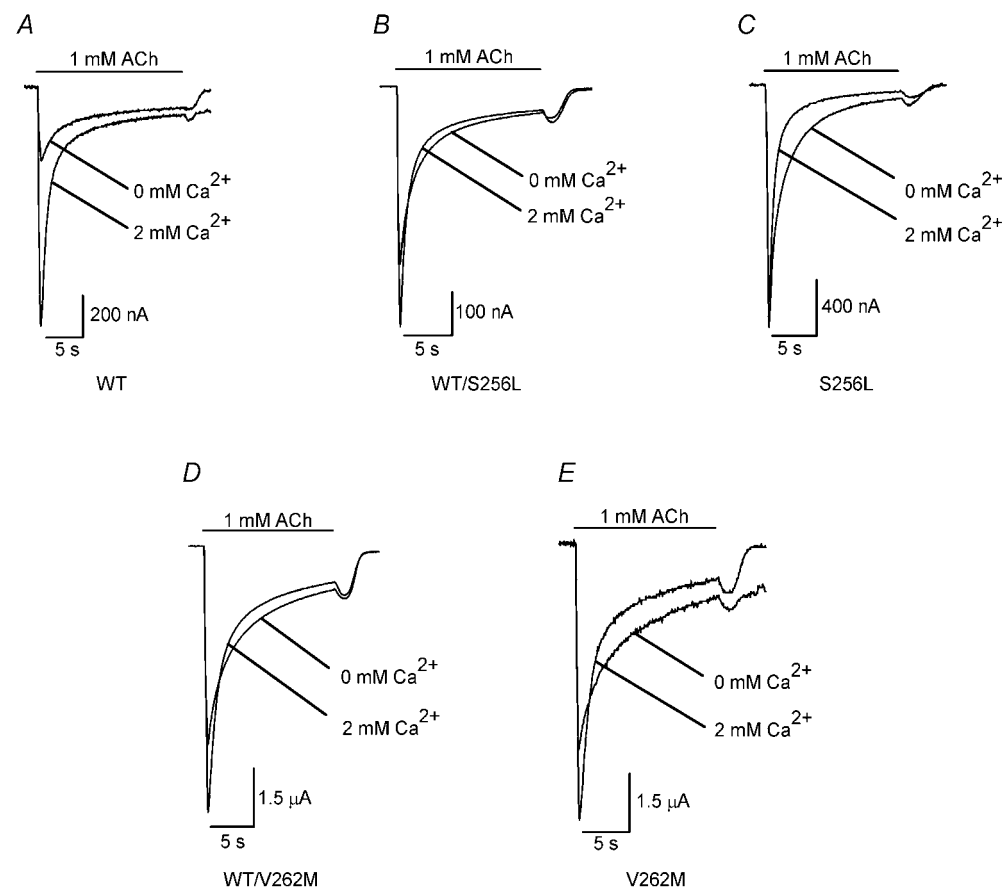 A
1 mM ACh
0 mM Ca2+
2 mM Ca2+
200 nA
5 s
WT
B
1 mM ACh
0 mM Ca2+
2 mM Ca2+
100 nA
5 s
WT/S256L
C
1 mM ACh
0 mM Ca2+
2 mM Ca2+
400 nA
5 s
S256L
D
1 mM ACh
0 mM Ca2+
2 mM Ca2+
1.5 μA
5 s
WT/V262M
E
1 mM ACh
0 mM Ca2+
2 mM Ca2+
1.5 μA
5 s
V262M